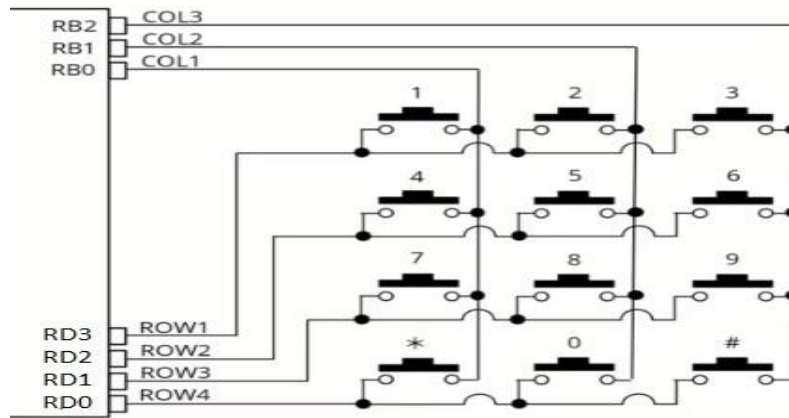 RB2 COL3
RB1 COL2
RB0 COL1
1 2 3
4 5 6
7 8 9
RD3 ROW1
RD2 ROW2
* 0 #
RD1 ROW3
RD0 ROW4